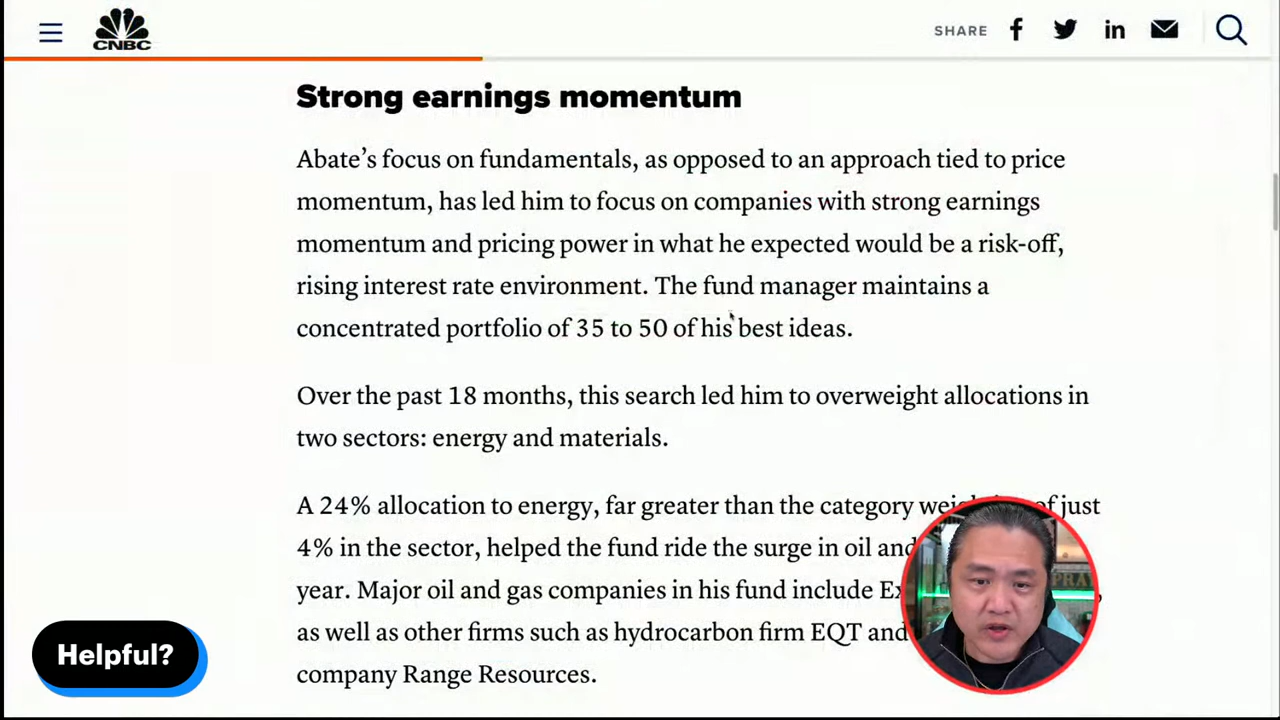 CNBC
SHARE
Strong earnings momentum
Abate’s focus on fundamentals, as opposed to an approach tied to price
momentum, has led him to focus on companies with strong earnings
momentum and pricing power in what he expected would be a risk-off,
rising interest rate environment. The fund manager maintains a
concentrated portfolio of 35 to 50 of his best ideas.
Over the past 18 months, this search led him to overweight allocations in
two sectors: energy and materials.
A 24% allocation to energy, far greater than the category of just
4% in the sector, helped the fund ride the surge in oil and
year. Major oil and gas companies in his fund include
as well as other firms such as hydrocarbon firm EQT and
company Range Resources.
Helpful?